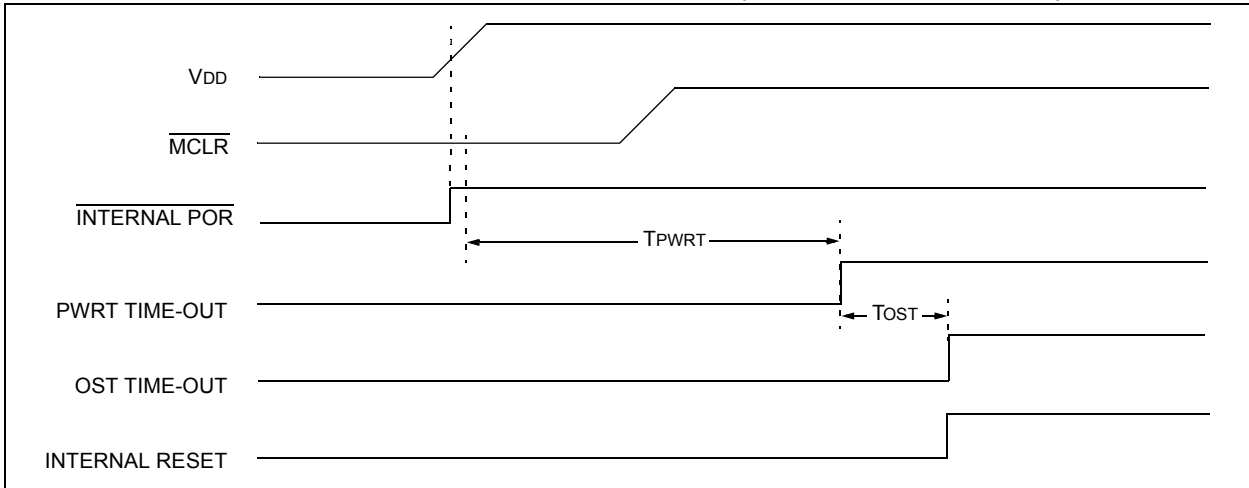 VDD
MCLR
INTERNAL POR
TPWRT
PWRT TIME-OUT
TOST
OST TIME-OUT
INTERNAL RESET